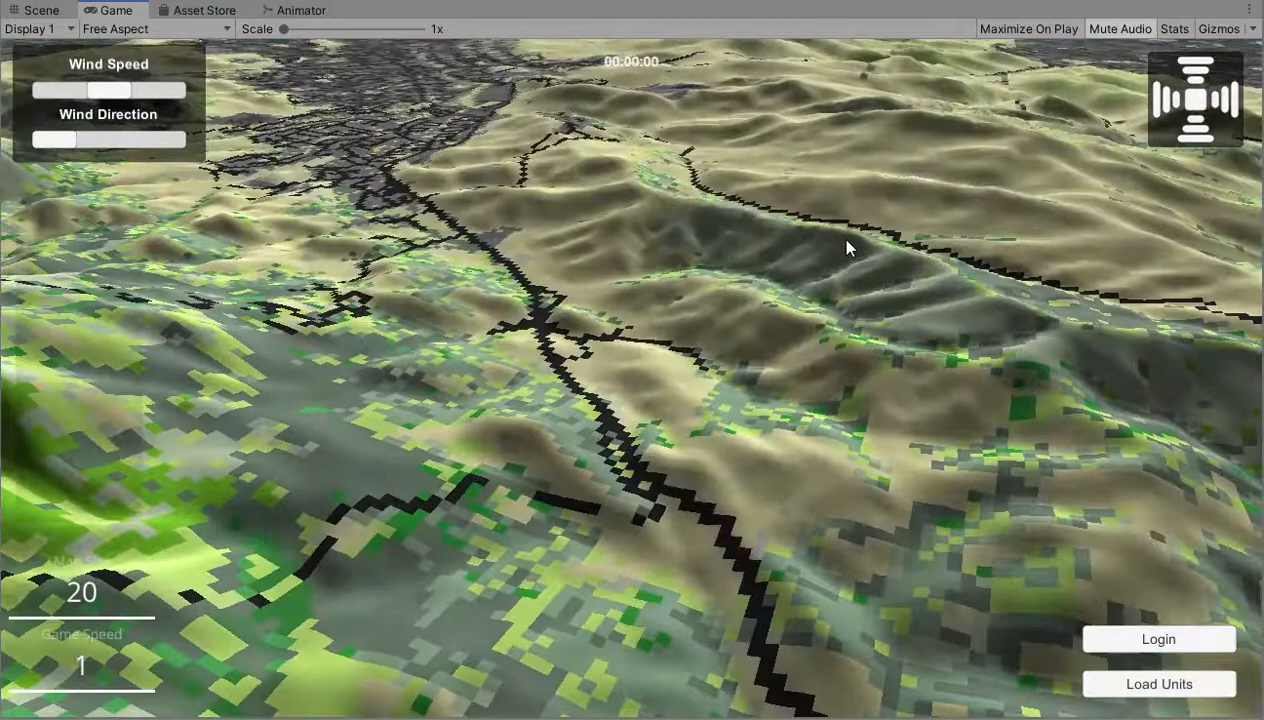 Scene Game Asset Store Animator
Display 1 Free Aspect Scale 1x Maximize On Play Mute Audio Stats Gizmos
Wind Speed
00:00:00
Wind Direction
20
Game Speed
1
Login
Load Units